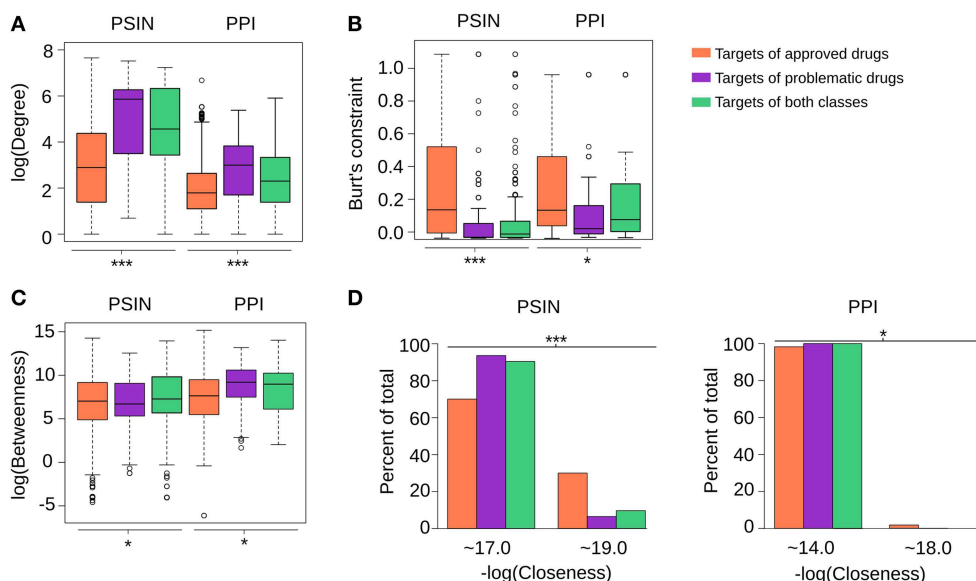 A
PSIN PPI
log(Degree)
8
6
4
2
0
*** ***
B
PSIN PPI
Burt's constraint
1.0
0.8
0.6
0.4
0.2
0.0
*** *
Targets of approved drugs
Targets of problematic drugs
Targets of both classes
C
PSIN PPI
log(Betweenness)
15
10
5
0
-5
* *
D
PSIN
Percent of total
100
80
60
40
20
0
***
~17.0 ~19.0
-log(Closeness)
PPI
Percent of total
100
80
60
40
20
0
*
~14.0 ~18.0
-log(Closeness)